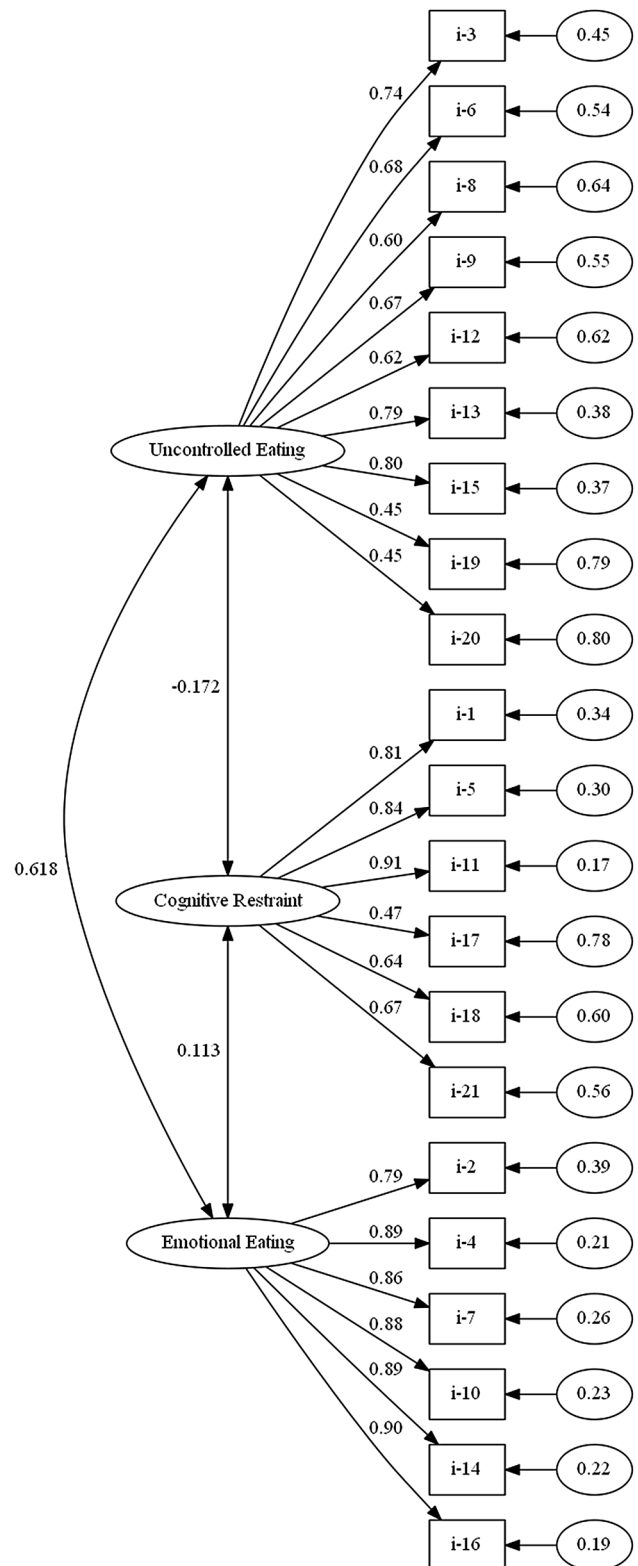 i-3 0.45
0.74
i-6 0.54
0.68
i-8 0.64
0.60
i-9 0.55
0.67
i-12 0.62
0.62
i-13 0.38
0.79
Uncontrolled Eating
0.80
i-15 0.37
0.45
i-19 0.79
0.45
i-20 0.80
-0.172
i-1 0.34
0.81
i-5 0.30
0.84
0.618
0.91
i-11 0.17
Cognitive Restraint
0.47
i-17 0.78
0.64
i-18 0.60
0.67
0.113
i-21 0.56
i-2 0.39
0.79
0.89
Emotional Eating
i-4 0.21
0.86
i-7 0.26
0.88
i-10 0.23
0.89
0.90
i-14 0.22
i-16 0.19